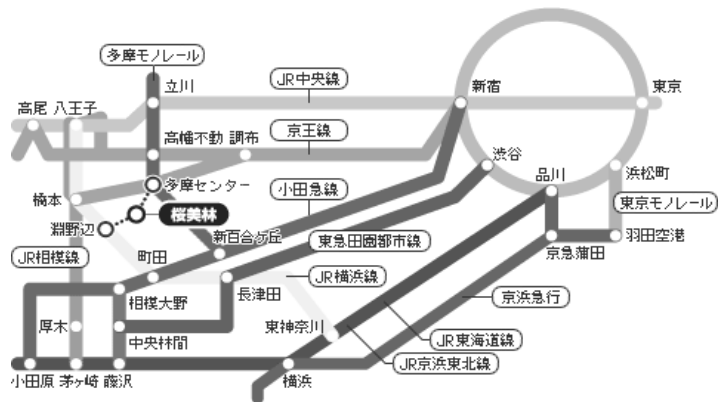 多摩モノレール
立川
JR中央線
新宿
東京
高尾 八王子
高幡不動 調布
京王線
渋谷
品川
浜松町
多摩センター
小田急線
橋本
桜美林
東京モノレール
淵野辺
新百合ヶ丘
東急田園都市線
羽田空港
京急蒲田
JR相模線
町田
JR横浜線
相模大野
長津田
京浜急行
厚木
中央林間
東神奈川
JR東海道線
JR京浜東北線
小田原 茅ヶ崎 藤沢
横浜